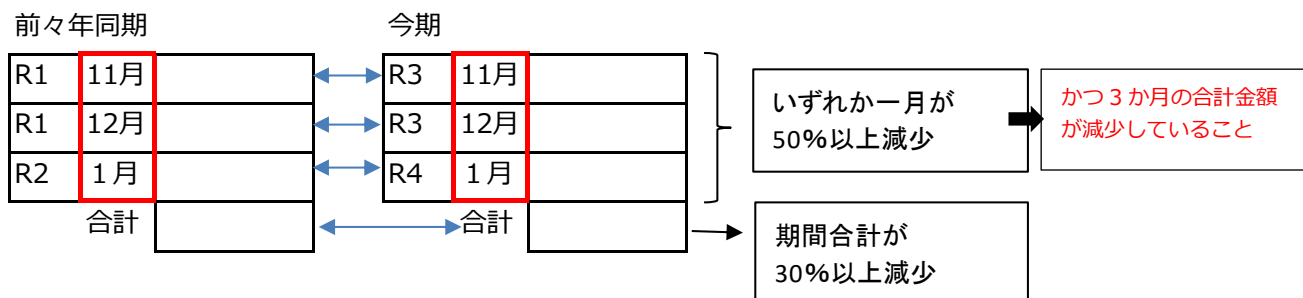 前々年同期
今期
R1 11月
R3 11月
R1 12月
R3 12月
R2 1月
R4 1月
合計
合計
いずれか一月が
50%以上減少
かつ3か月の合計金額
が減少していること
期間合計が
30%以上減少